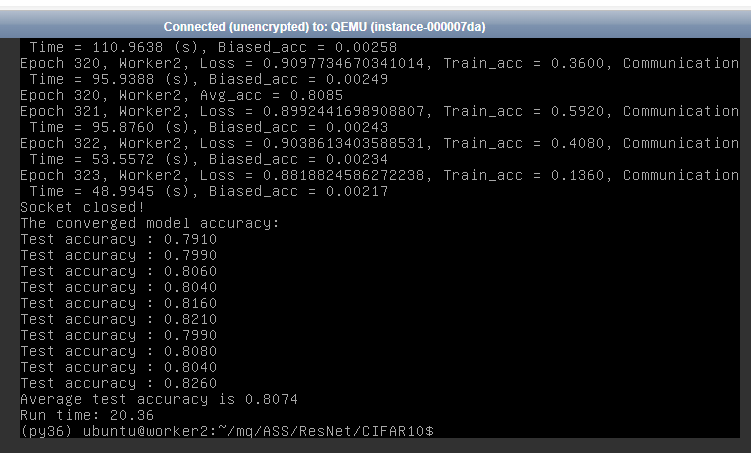 Connected (unencrypted) to: QEMU (instance-000007da)
Time = 110.9638 (s), Biased_acc = 0.00258
Epoch 320, Worker2, Loss = 0.9097734670341014, Train_acc = 0.3600, Communication
Time = 95.9388 (s), Biased_acc = 0.00249
Epoch 320, Worker2, Avg_acc = 0.8085
Epoch 321, Worker2, Loss = 0.8992441698908807, Train_acc = 0.5920, Communication
Time = 95.8760 (s), Biased_acc = 0.00243
Epoch 322, Worker2, Loss = 0.9038613403588531, Train_acc = 0.4080, Communication
Time = 53.5572 (s), Biased_acc = 0.00234
Epoch 323, Worker2, Loss = 0.8818824586272238, Train_acc = 0.1360, Communication
Time = 48.9945 (s), Biased_acc = 0.00217
Socket closed!
The converged model accuracy:
Test accuracy : 0.7910
Test accuracy : 0.7990
Test accuracy : 0.8060
Test accuracy : 0.8040
Test accuracy : 0.8160
Test accuracy : 0.8210
Test accuracy : 0.7990
Test accuracy : 0.8080
Test accuracy : 0.8040
Test accuracy : 0.8260
Average test accuracy is 0.8074
Run time: 20.36
(py36) ubuntu@worker2:~/mq/ASS/ResNet/CIFAR10$